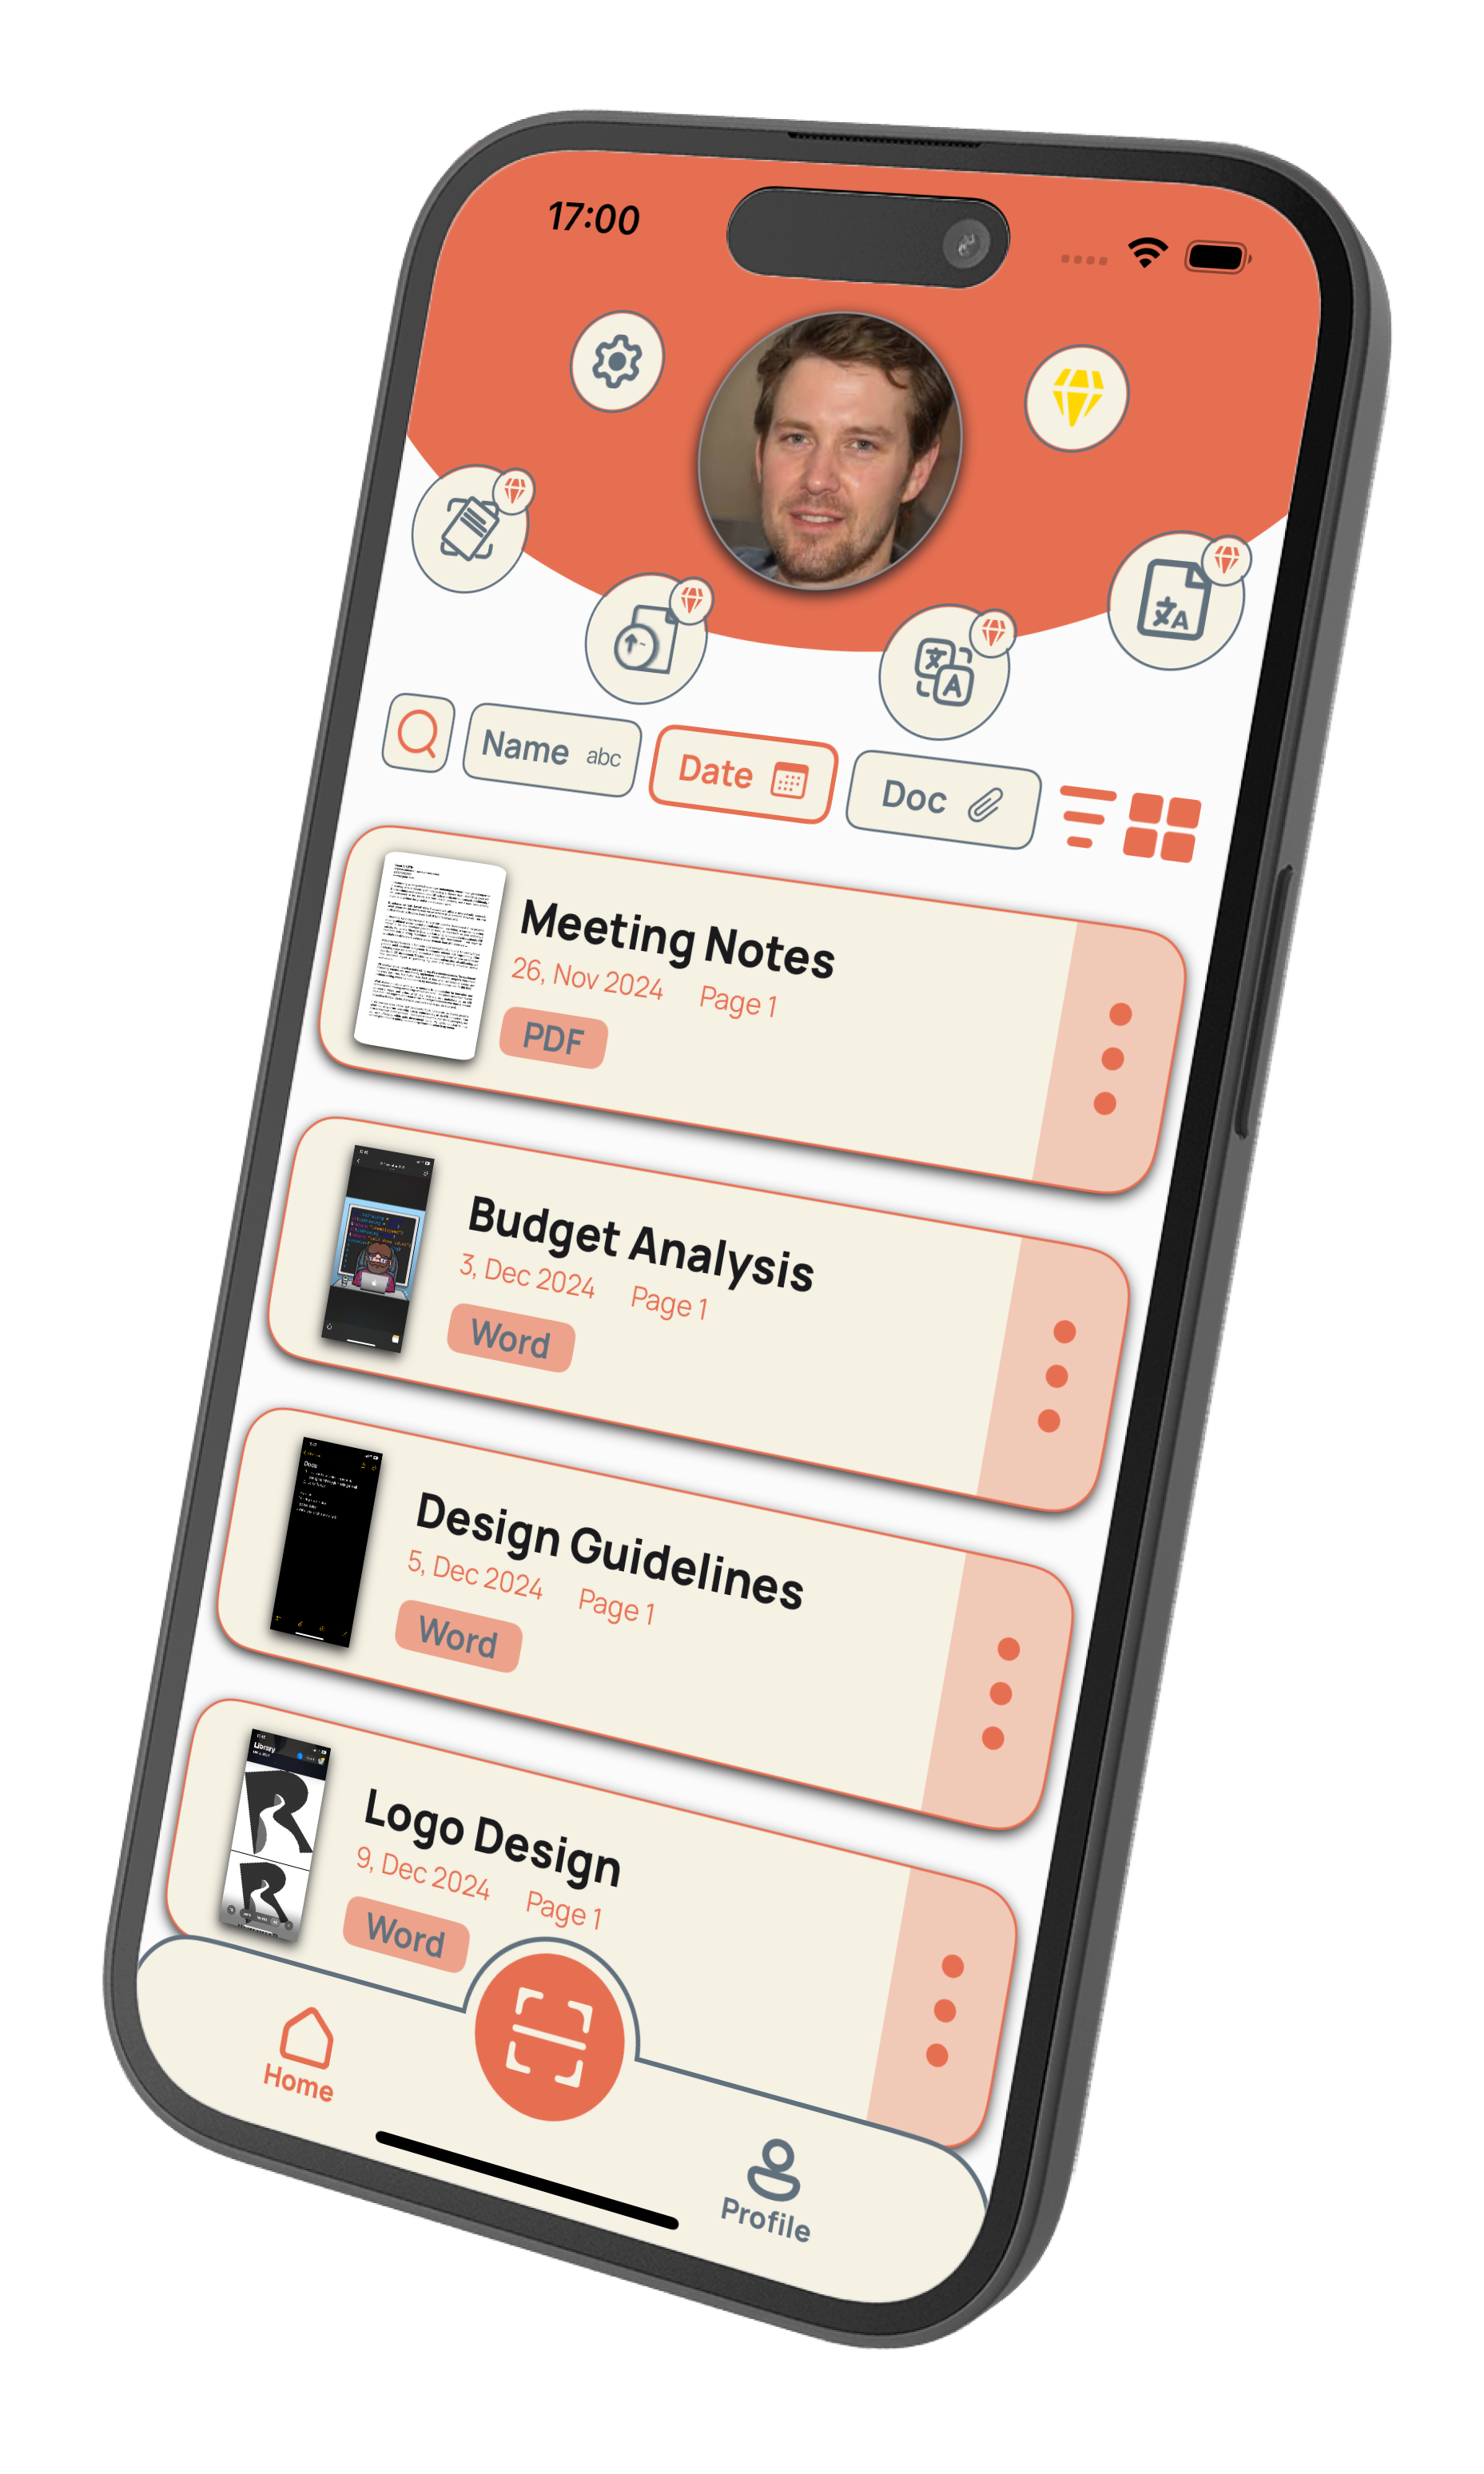 17:00
Name abc
Date
Doc
Meeting Notes
26, Nov 2024 Page 1
PDF
Budget Analysis
3, Dec 2024 Page 1
Word
Design Guidelines
5, Dec 2024 Page 1
Word
Library
Logo Design
9, Dec 2024 Page 1
Word
Home
Profile